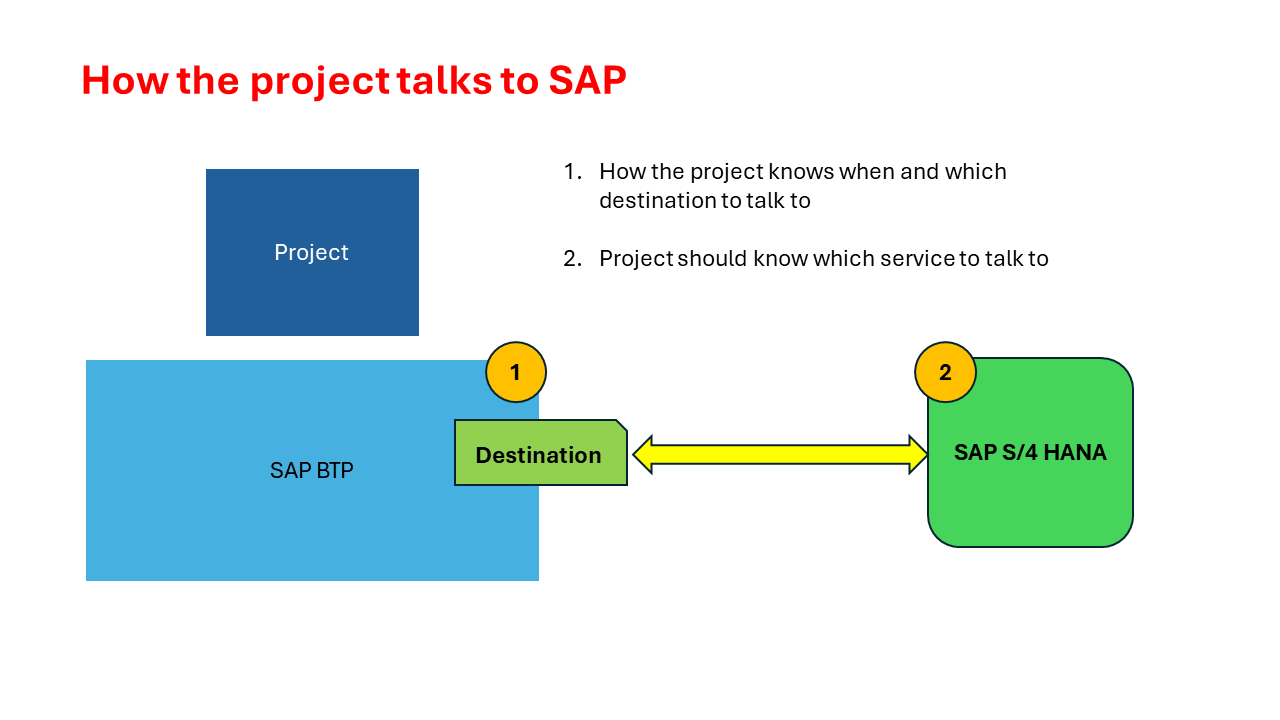 How the project talks to SAP
1. How the project knows when and which
destination to talk to
2. Project should know which service to talk to
Project
1
2
SAP BTP
Destination
SAP S/4 HANA